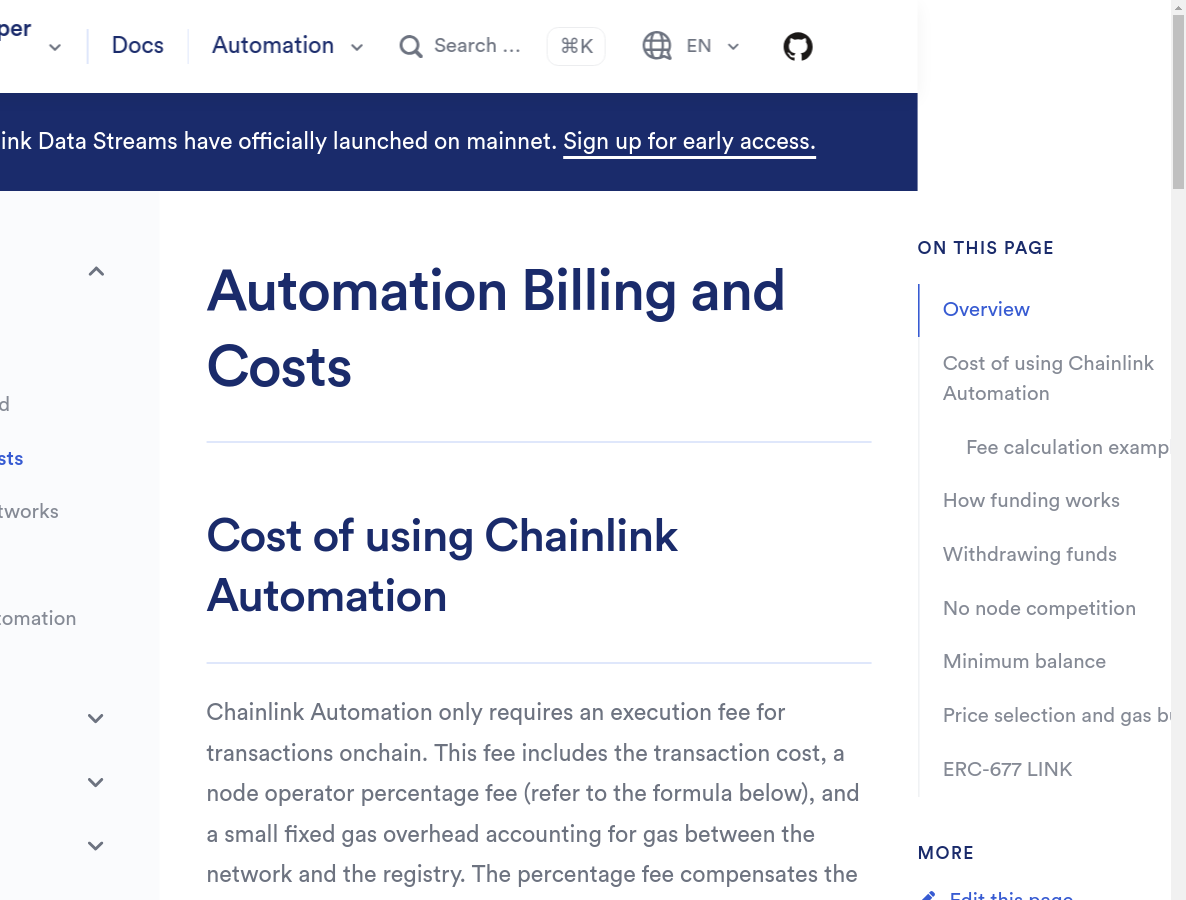 per
Docs
Automation
Search ...
⌘K
EN
ink Data Streams have officially launched on mainnet. Sign up for early access.
d
sts
tworks
tomation
Automation Billing and
Costs
Cost of using Chainlink
Automation
Chainlink Automation only requires an execution fee for
transactions onchain. This fee includes the transaction cost, a
node operator percentage fee (refer to the formula below), and
a small fixed gas overhead accounting for gas between the
network and the registry. The percentage fee compensates the
ON THIS PAGE
Overview
Cost of using Chainlink
Automation
Fee calculation examp
How funding works
Withdrawing funds
No node competition
Minimum balance
Price selection and gas bu
ERC-677 LINK
MORE
Edit this page